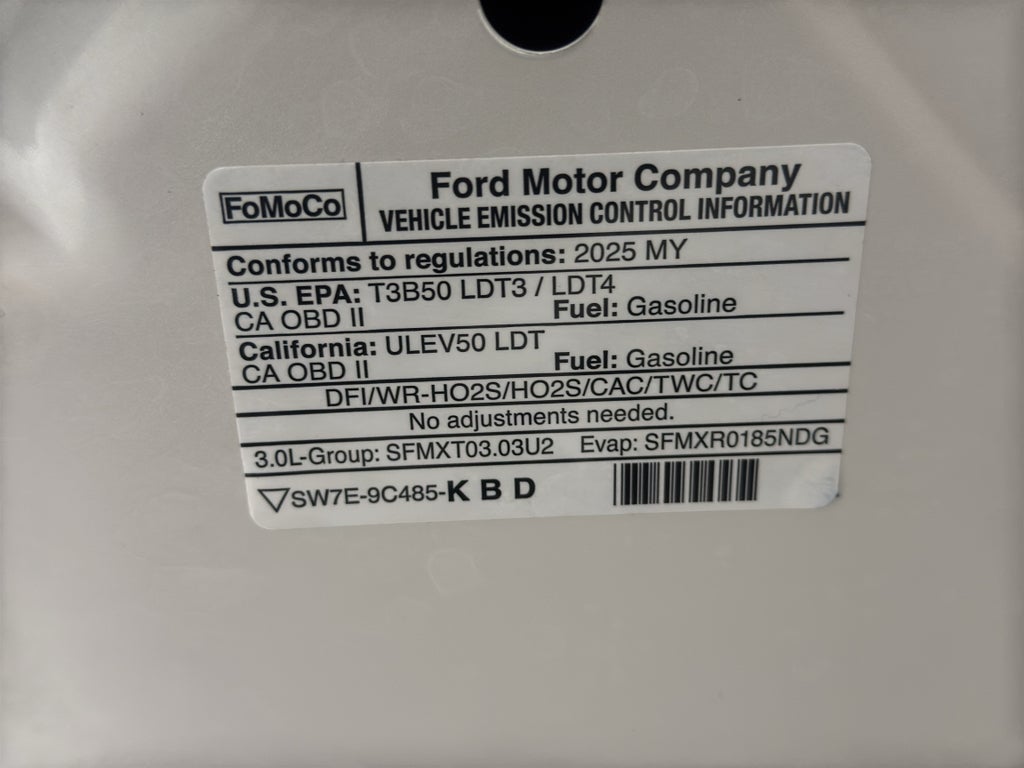 FoMoCo
Ford Motor Company
VEHICLE EMISSION CONTROL INFORMATION
Conforms to regulations: 2025 MY
U.S. EPA: T3B50 LDT3 / LDT4
CA OBD II Fuel: Gasoline
California: ULEV50 LDT
CA OBD II Fuel: Gasoline
DFI/WR-HO2S/HO2S/CAC/TWC/TC
No adjustments needed.
3.0L-Group: SFMXT03.03U2 Evap: SFMXR0185NDG
SW7E-9C485-K B D